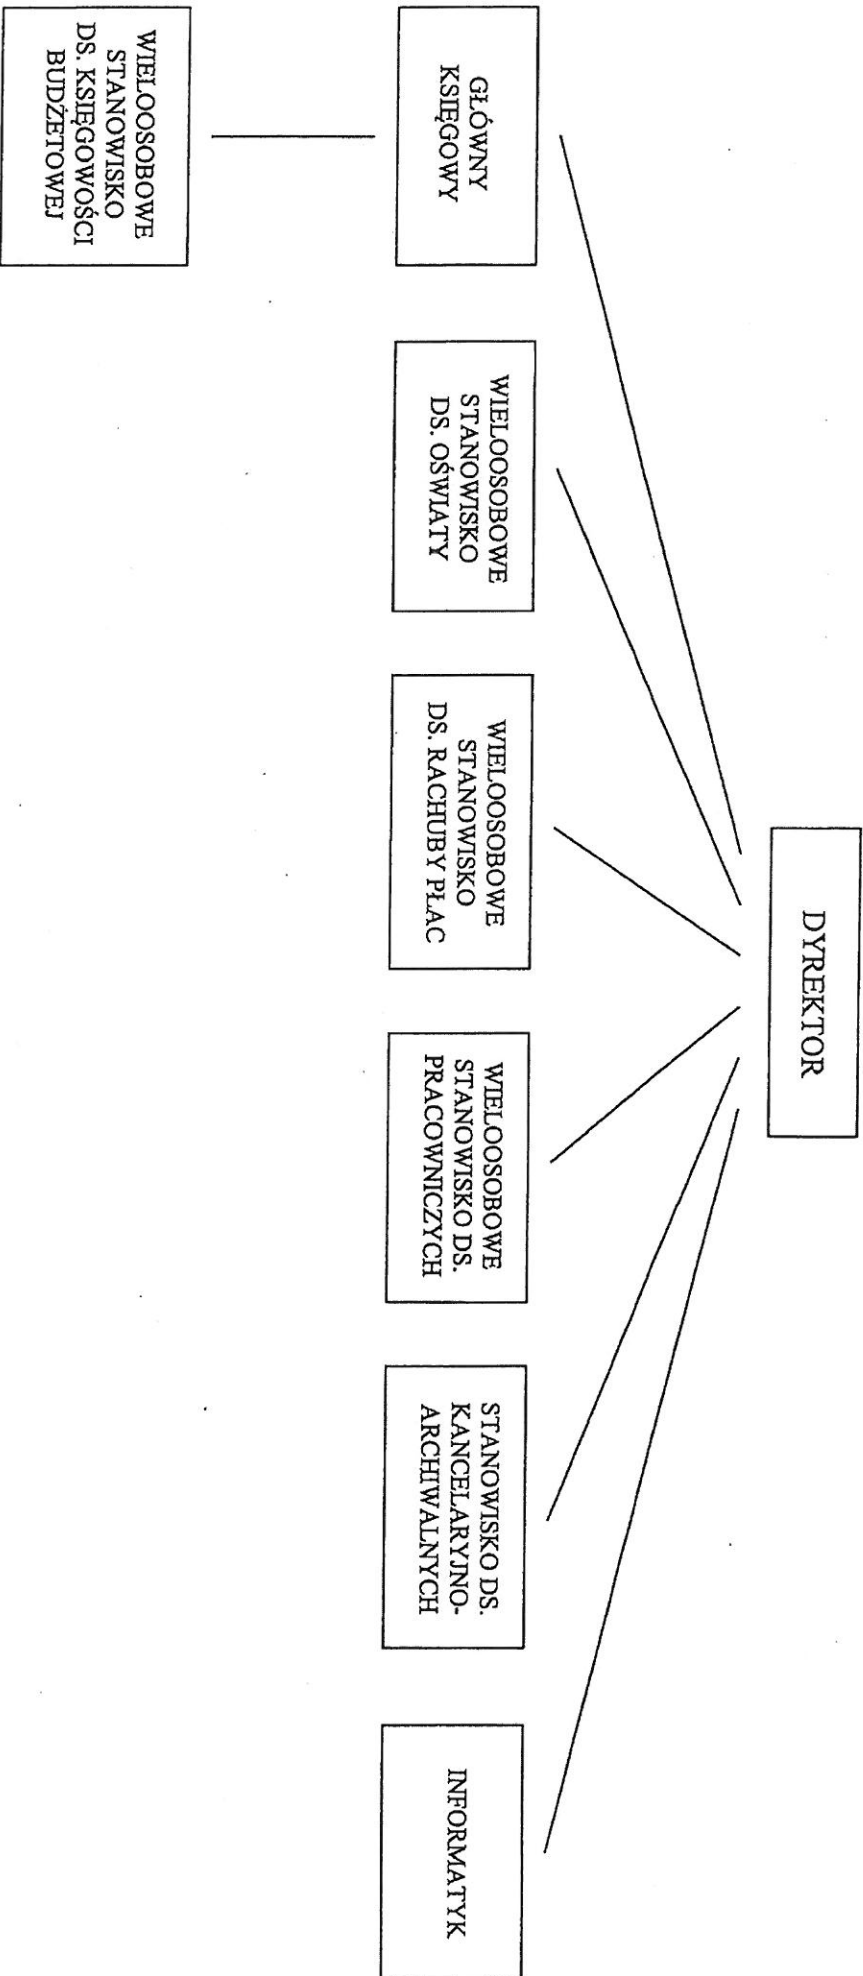 DYREKTOR
GŁÓWNY
KSIĘGOWY
WIELOOSOBOWE
STANOWISKO
DS. OŚWIATY
WIELOOSOBOWE
STANOWISKO
DS. RACHUBY PŁAC
WIELOOSOBOWE
STANOWISKO DS.
PRACOWNICZYCH
STANOWISKO DS.
KANCELARYJNO-
ARCHIWALNYCH
INFORMATYK
WIELOOSOBOWE
STANOWISKO
DS. KSIĘGOWOŚCI
BUDŻETOWEJ